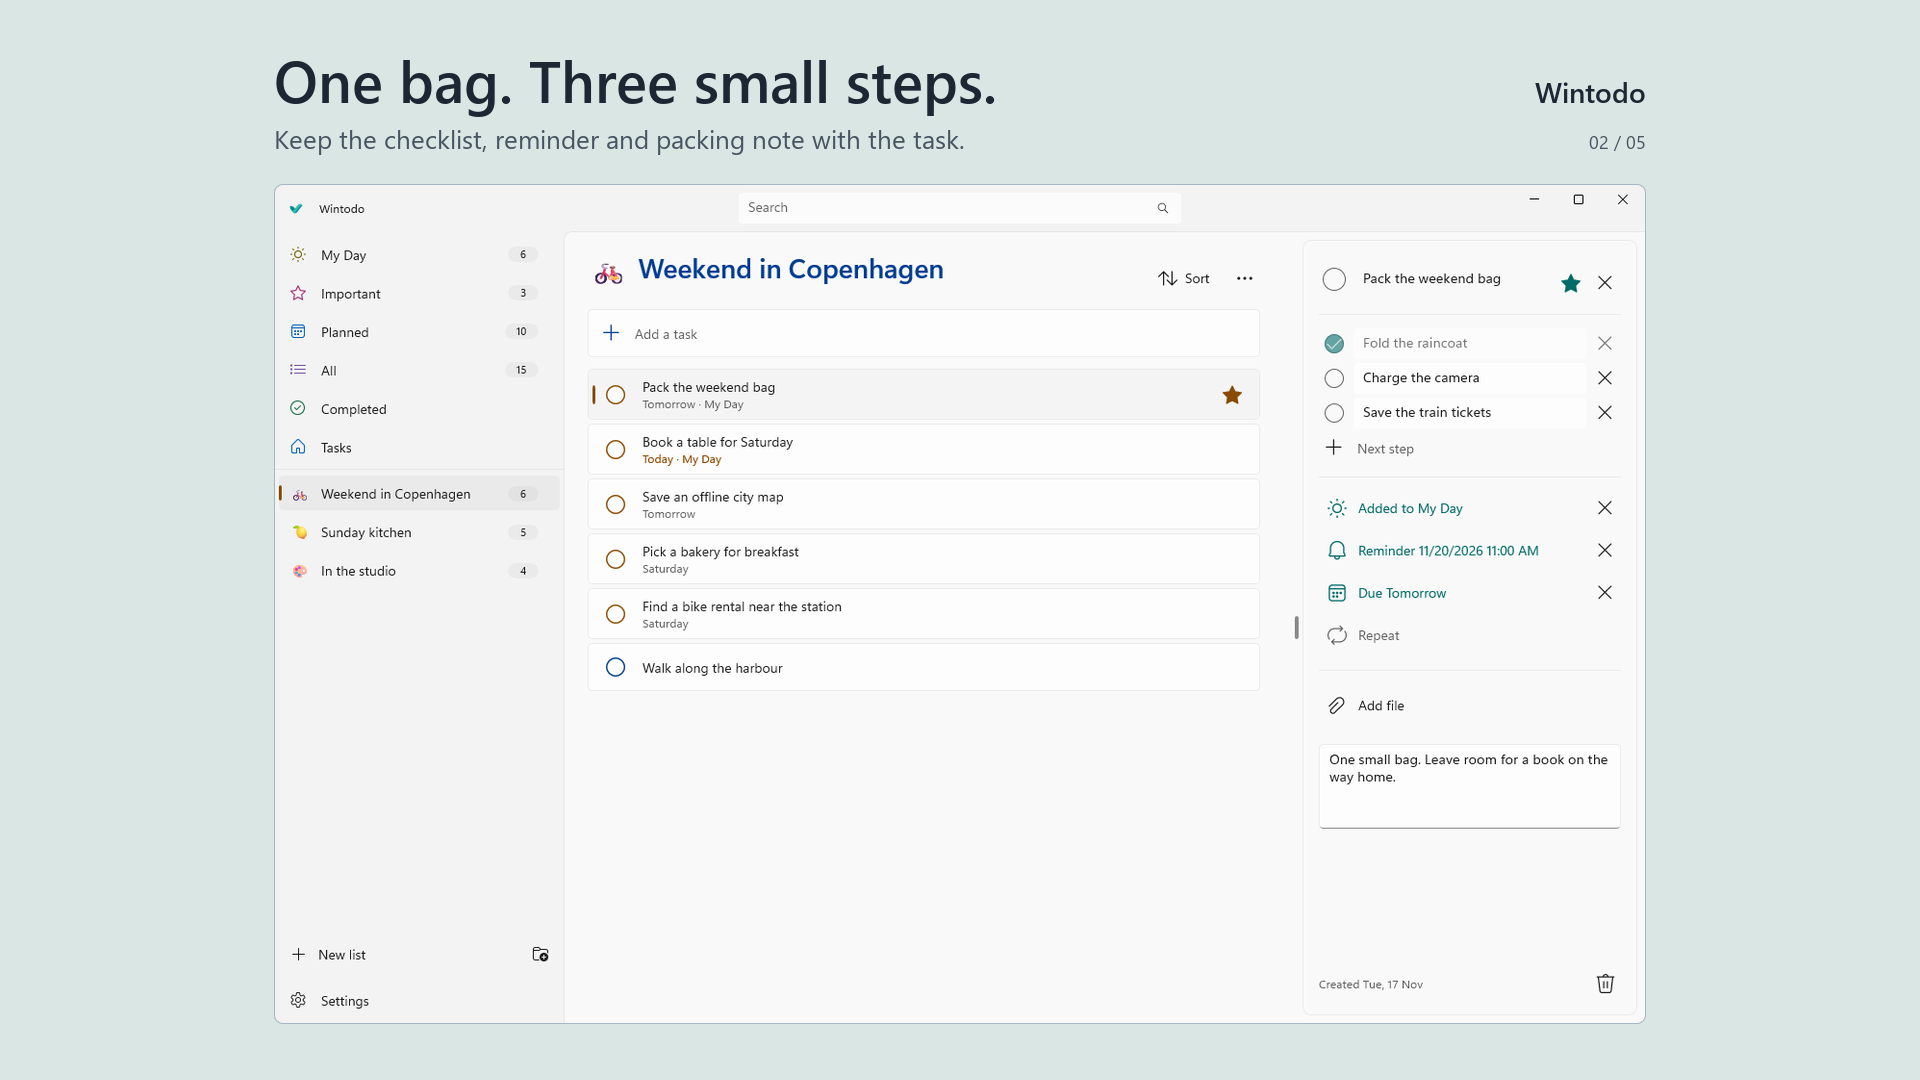 One bag. Three small steps.
Keep the checklist, reminder and packing note with the task.
Wintodo
02 / 05
Wintodo
Search
My Day 6
Important 3
Planned 10
All 15
Completed
Tasks
Weekend in Copenhagen 6
Sunday kitchen 5
In the studio 4
New list
Settings
Weekend in Copenhagen
Sort
Add a task
Pack the weekend bag
Tomorrow · My Day
Book a table for Saturday
Today · My Day
Save an offline city map
Tomorrow
Pick a bakery for breakfast
Saturday
Find a bike rental near the station
Saturday
Walk along the harbour
Pack the weekend bag
Fold the raincoat
Charge the camera
Save the train tickets
Next step
Added to My Day
Reminder 11/20/2026 11:00 AM
Due Tomorrow
Repeat
Add file
One small bag. Leave room for a book on the
way home.
Created Tue, 17 Nov